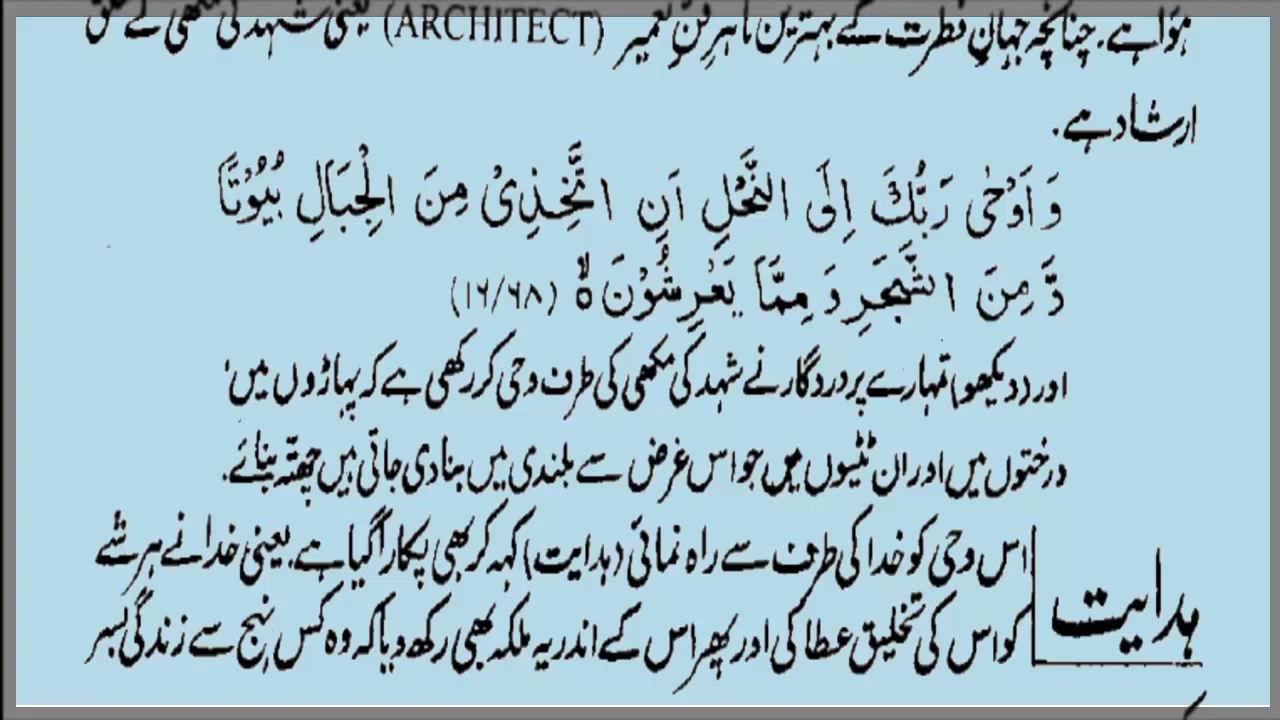 ہوا ہے۔ چنانچہ جہانِ فطرت کے بہترین ماہرِ فنِ تعمیر (ARCHITECT) یعنی شہد کی مکھی کے متعلق
ارشاد ہے۔
وَ اَوْحٰی رَبُّكَ اِلَی النَّحْلِ اَنِ اتَّخِذِیْ مِنَ الْجِبَالِ بُیُوْتًا
وَّ مِنَ الشَّجَرِ وَ مِمَّا یَعْرِشُوْنَ ۙ‏ (۱۶/۶۸)
اور (دیکھو) تمہارے پروردگار نے شہد کی مکھی کی طرف وحی کر رکھی ہے کہ پہاڑوں میں،
درختوں میں اور ان ٹٹیوں میں جو اس غرض سے بلندی میں بنا دی جاتی ہیں چھتہ بنائے۔
ہدایت
اس وحی کو خدا کی طرف سے راہ نمائی (ہدایت) کہہ کر بھی پکارا گیا ہے۔ یعنی خدا نے ہر شے
کو اس کی تخلیق عطا کی اور پھر اس کے اندر یہ ملکہ بھی رکھ دیا کہ وہ کس نہج سے زندگی بسر